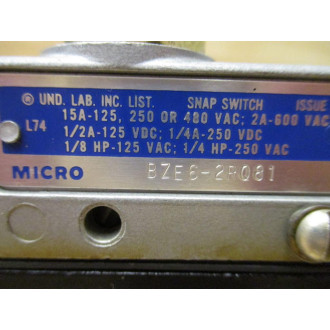 ® UND. LAB. INC. LIST. SNAP SWITCH ISSUE
L74 15A-125, 250 OR 480 VAC; 2A-600 VAC
1/2A-125 VDC; 1/4A-250 VDC
1/8 HP-125 VAC; 1/4 HP-250 VAC
MICRO BZE6-2R081